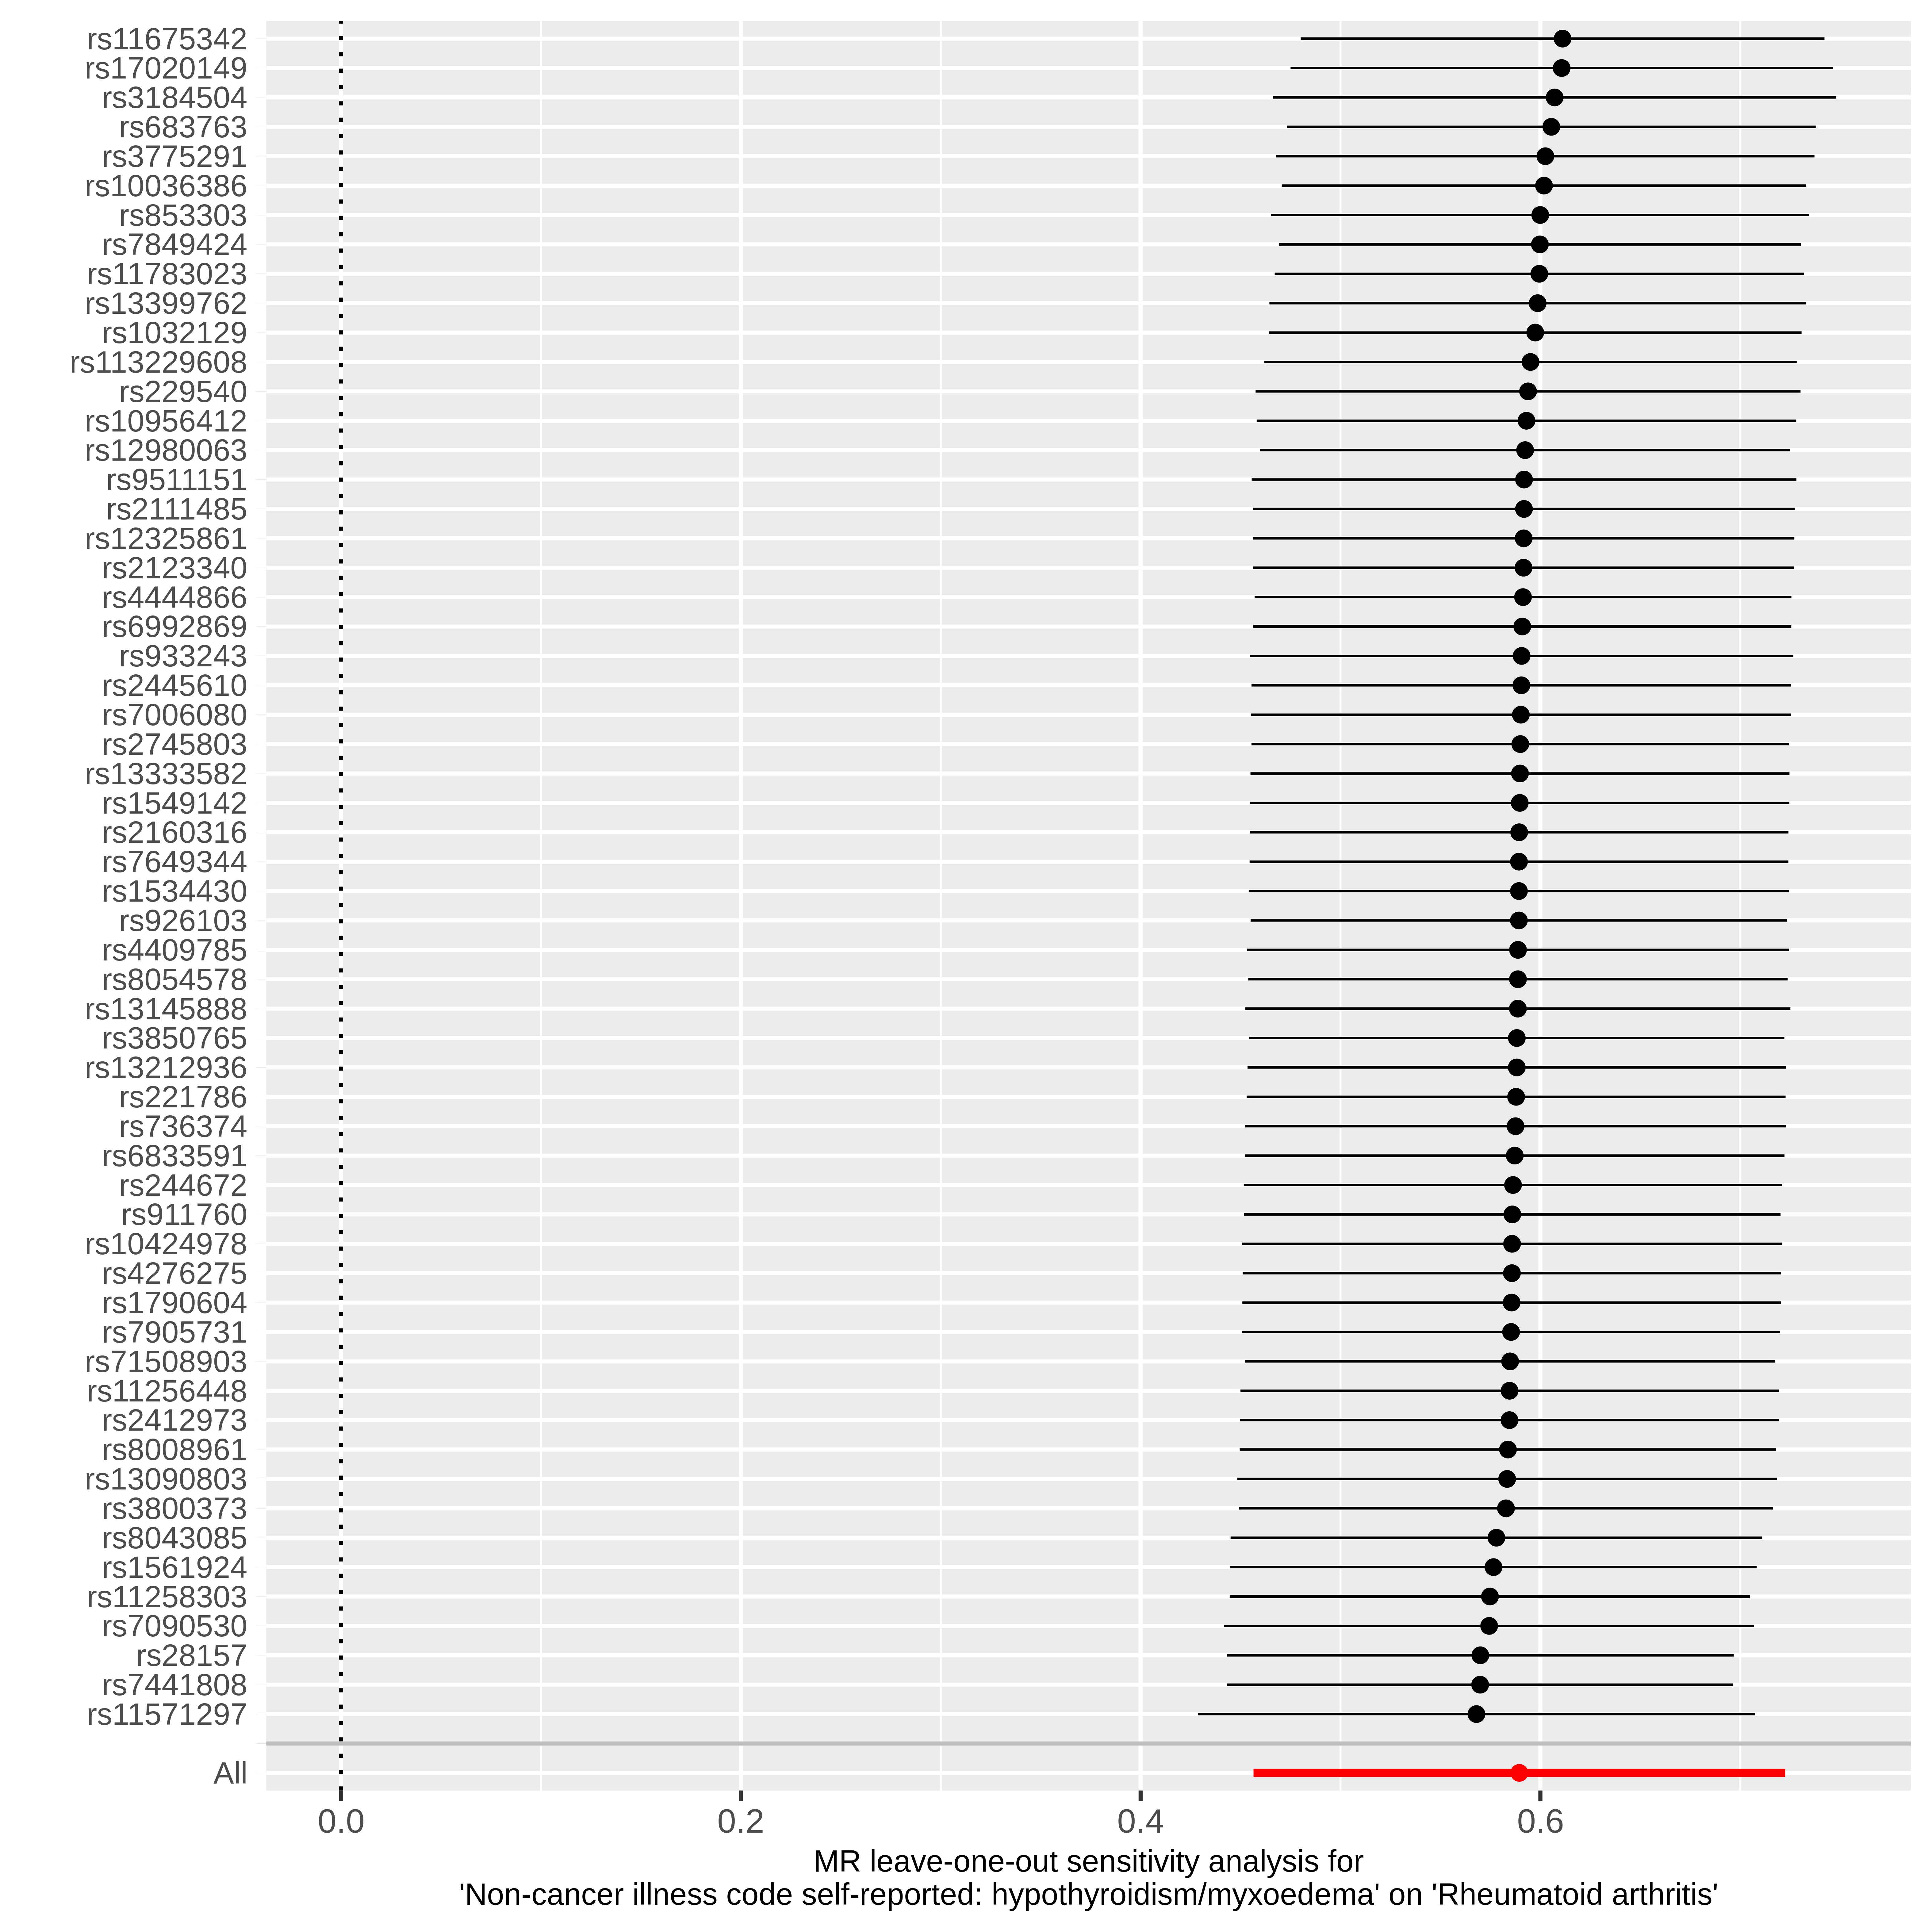 rs11675342
rs17020149
rs3184504
rs683763
rs3775291
rs10036386
rs853303
rs7849424
rs11783023
rs13399762
rs1032129
rs113229608
rs229540
rs10956412
rs12980063
rs9511151
rs2111485
rs12325861
rs2123340
rs4444866
rs6992869
rs933243
rs2445610
rs7006080
rs2745803
rs13333582
rs1549142
rs2160316
rs7649344
rs1534430
rs926103
rs4409785
rs8054578
rs13145888
rs3850765
rs13212936
rs221786
rs736374
rs6833591
rs244672
rs911760
rs10424978
rs4276275
rs1790604
rs7905731
rs71508903
rs11256448
rs2412973
rs8008961
rs13090803
rs3800373
rs8043085
rs1561924
rs11258303
rs7090530
rs28157
rs7441808
rs11571297
All
0.0 0.2 0.4 0.6
MR leave-one-out sensitivity analysis for
'Non-cancer illness code self-reported: hypothyroidism/myxoedema' on 'Rheumatoid arthritis'